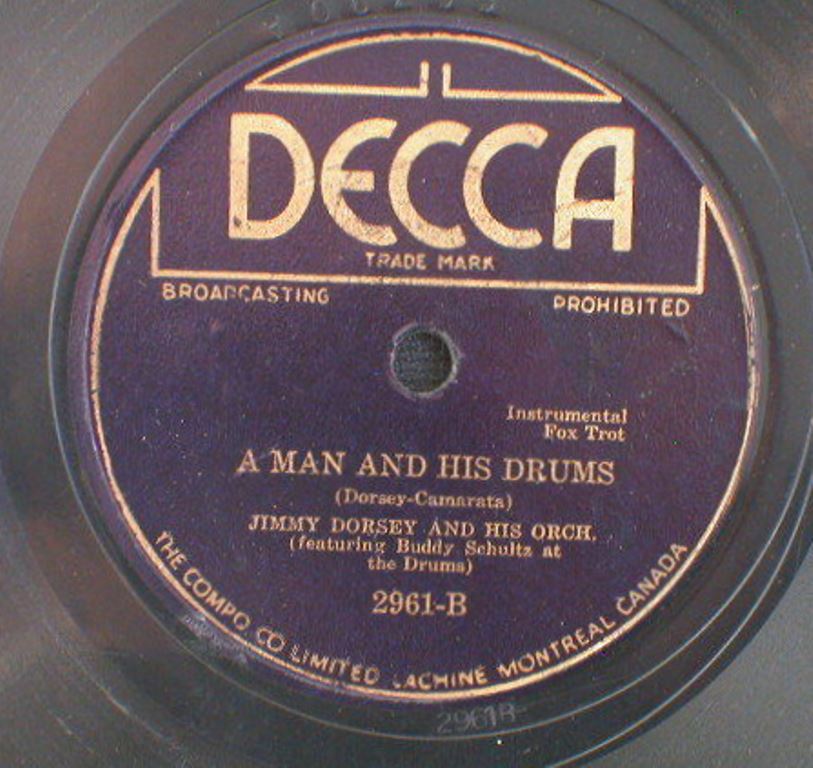 DECCA
TRADE MARK
BROADCASTING PROHIBITED
Instrumental
Fox Trot
A MAN AND HIS DRUMS
(Dorsey-Camarata)
JIMMY DORSEY AND HIS ORCH.
(featuring Buddy Schultz at
the Drums)
2961-B
THE COMPO CO LIMITED LACHINE MONTREAL CANADA
2961B